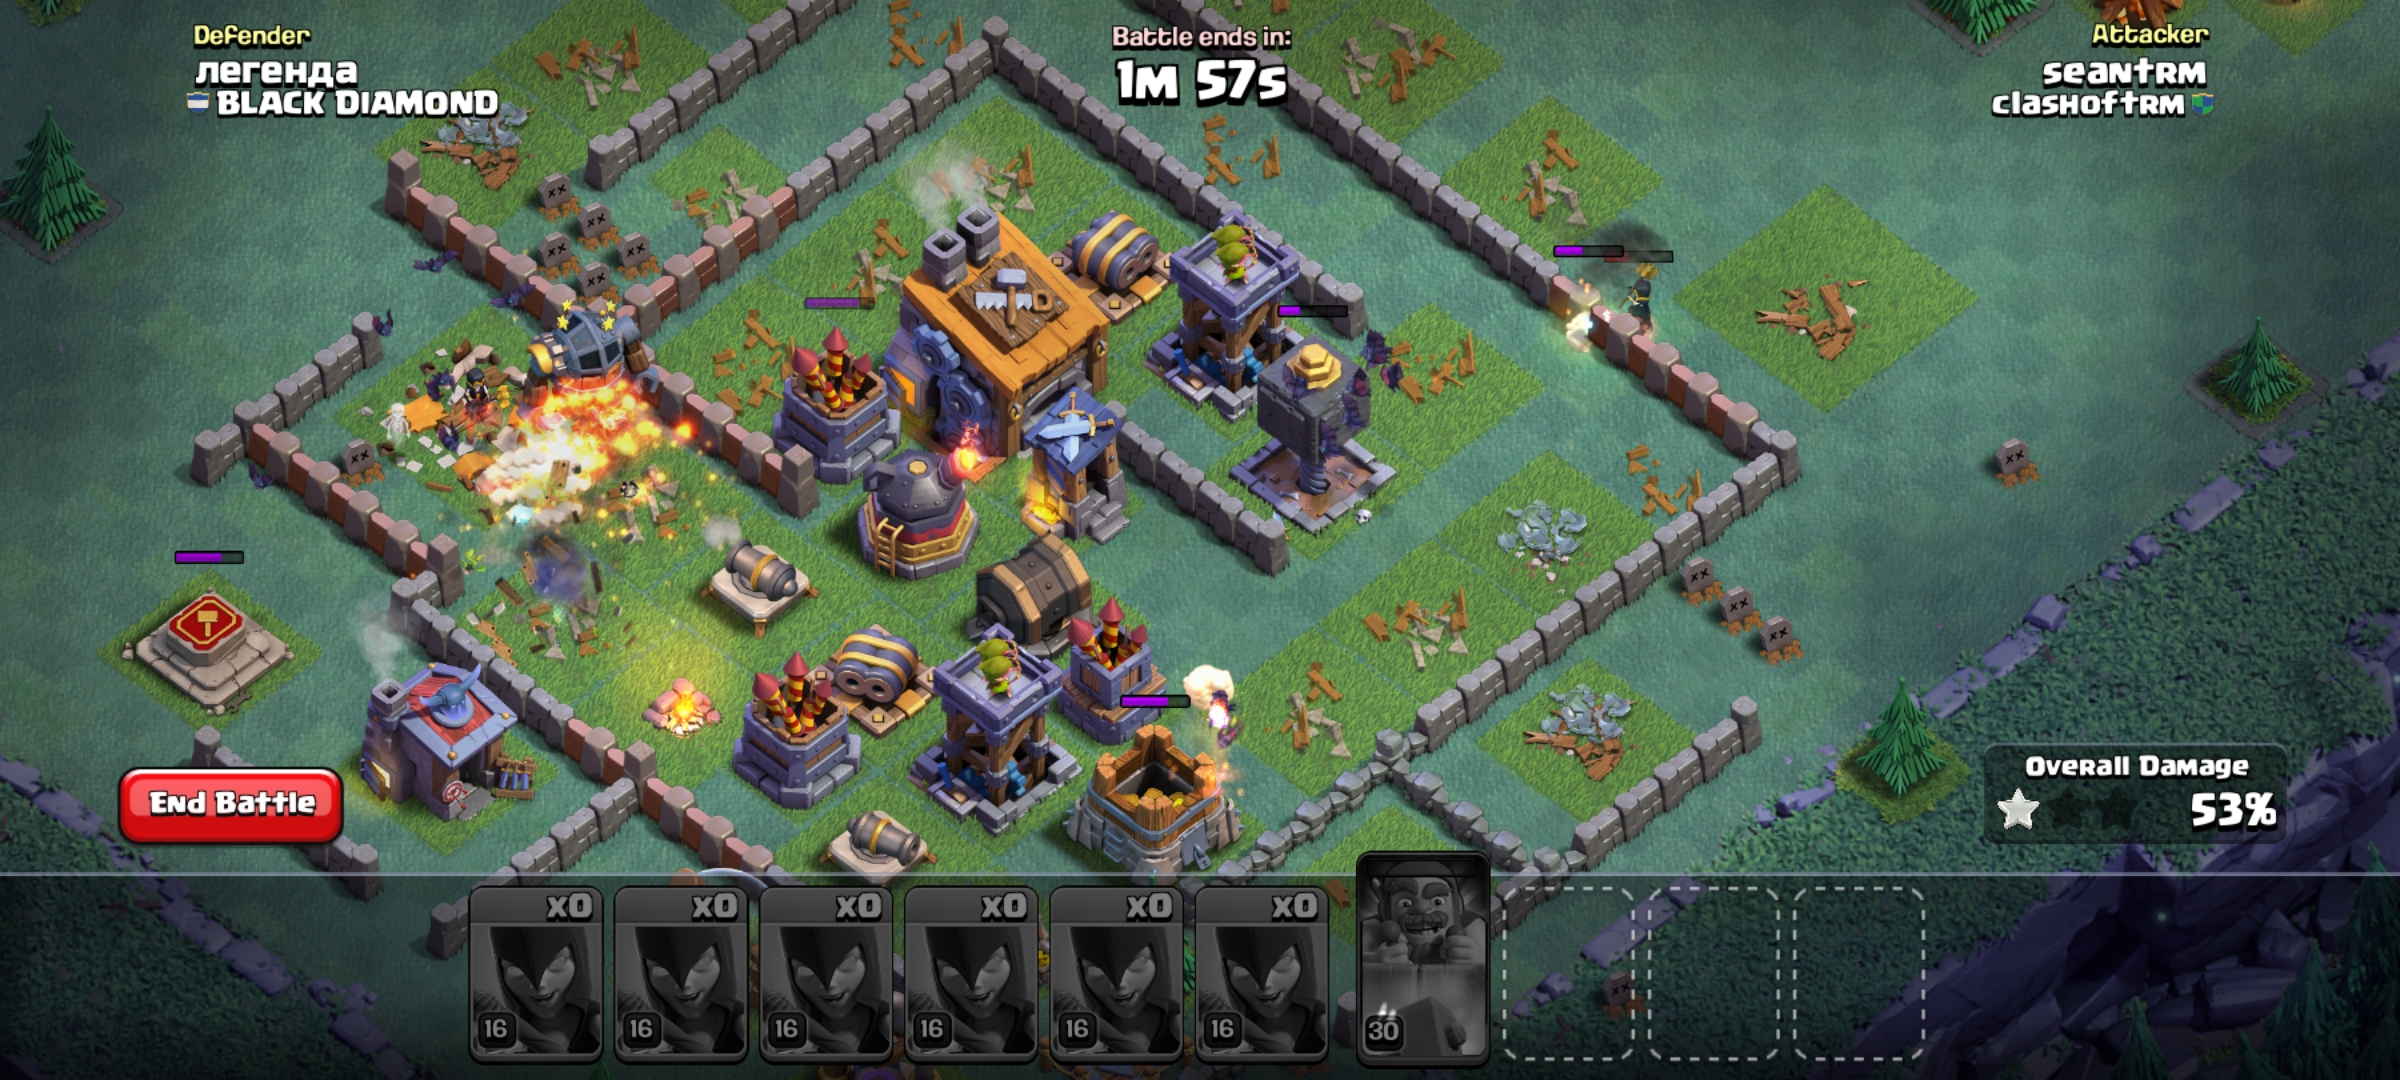 Defender
легенда
BLACK DIAMOND
Battle ends in:
1M 57s
Attacker
seantRM
clashoftRM
End Battle
Overall Damage
53%
x0 x0 x0 x0 x0 x0
16 16 16 16 16 16 30